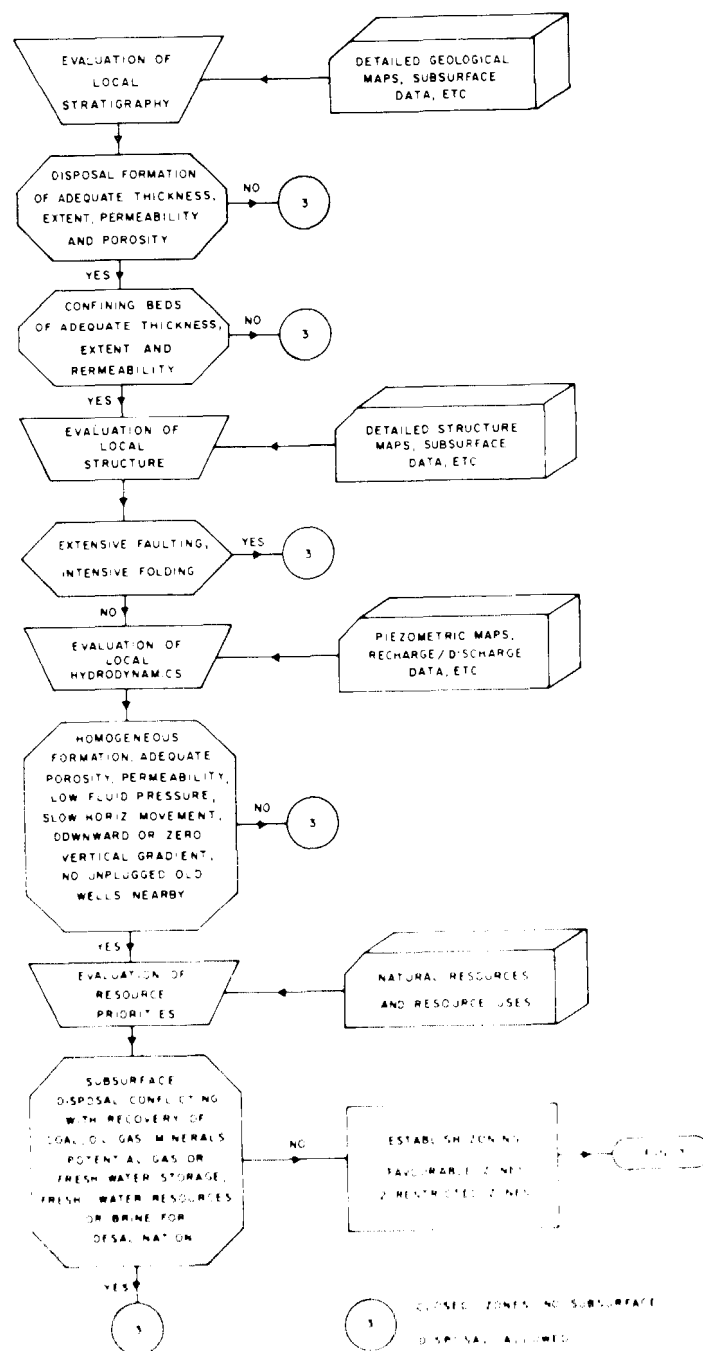 EVALUATION OF
LOCAL
STRATIGRAPHY
DETAILED GEOLOGICAL
MAPS, SUBSURFACE
DATA, ETC
DISPOSAL FORMATION
OF ADEQUATE THICKNESS,
EXTENT, PERMEABILITY
AND POROSITY
NO
3
YES
CONFINING BEDS
OF ADEQUATE THICKNESS,
EXTENT AND
PERMEABILITY
NO
3
YES
EVALUATION OF
LOCAL
STRUCTURE
DETAILED STRUCTURE
MAPS, SUBSURFACE
DATA, ETC
EXTENSIVE FAULTING,
INTENSIVE FOLDING
YES
3
NO
EVALUATION OF
LOCAL
HYDRODYNAMICS
PIEZOMETRIC MAPS,
RECHARGE/DISCHARGE
DATA, ETC
HOMOGENEOUS
FORMATION, ADEQUATE
POROSITY, PERMEABILITY,
LOW FLUID PRESSURE,
SLOW HORIZ MOVEMENT,
DOWNWARD OR ZERO
VERTICAL GRADIENT,
NO UNPLUGGED OLD
WELLS NEARBY
NO
3
YES
EVALUATION OF
RESOURCE
PRIORITIES
NATURAL RESOURCES
AND RESOURCE USES
SUBSURFACE
DISPOSAL CONFLICTING
WITH RECOVERY OF
COAL, OIL GAS MINERALS
POTENTIAL GAS OR
FRESH WATER STORAGE,
FRESH WATER RESOURCES
OR BRINE FOR
DESALINATION
NO
ESTABLISH ZONING
FAVOURABLE ZONES
2 RESTRICTED ZONES
YES
3
3
CLOSED ZONES NO SUBSURFACE
DISPOSAL ALLOWED